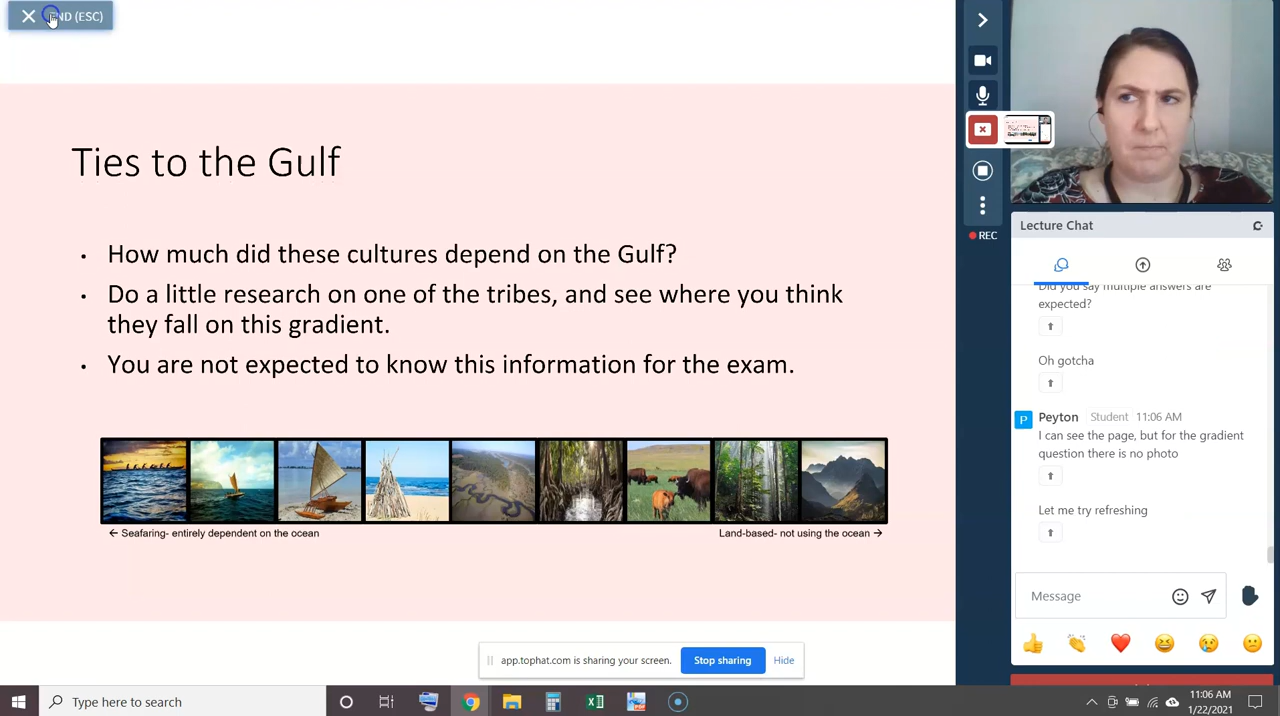 END (ESC)
Ties to the Gulf
How much did these cultures depend on the Gulf?
Do a little research on one of the tribes, and see where you think
they fall on this gradient.
You are not expected to know this information for the exam.
← Seafaring- entirely dependent on the ocean
Land-based- not using the ocean →
REC
Lecture Chat
Did you say multiple answers are
expected?
Oh gotcha
P Peyton Student 11:06 AM
I can see the page, but for the gradient
question there is no photo
Let me try refreshing
Message
app.tophat.com is sharing your screen. Stop sharing Hide
Type here to search
11:06 AM
1/22/2021